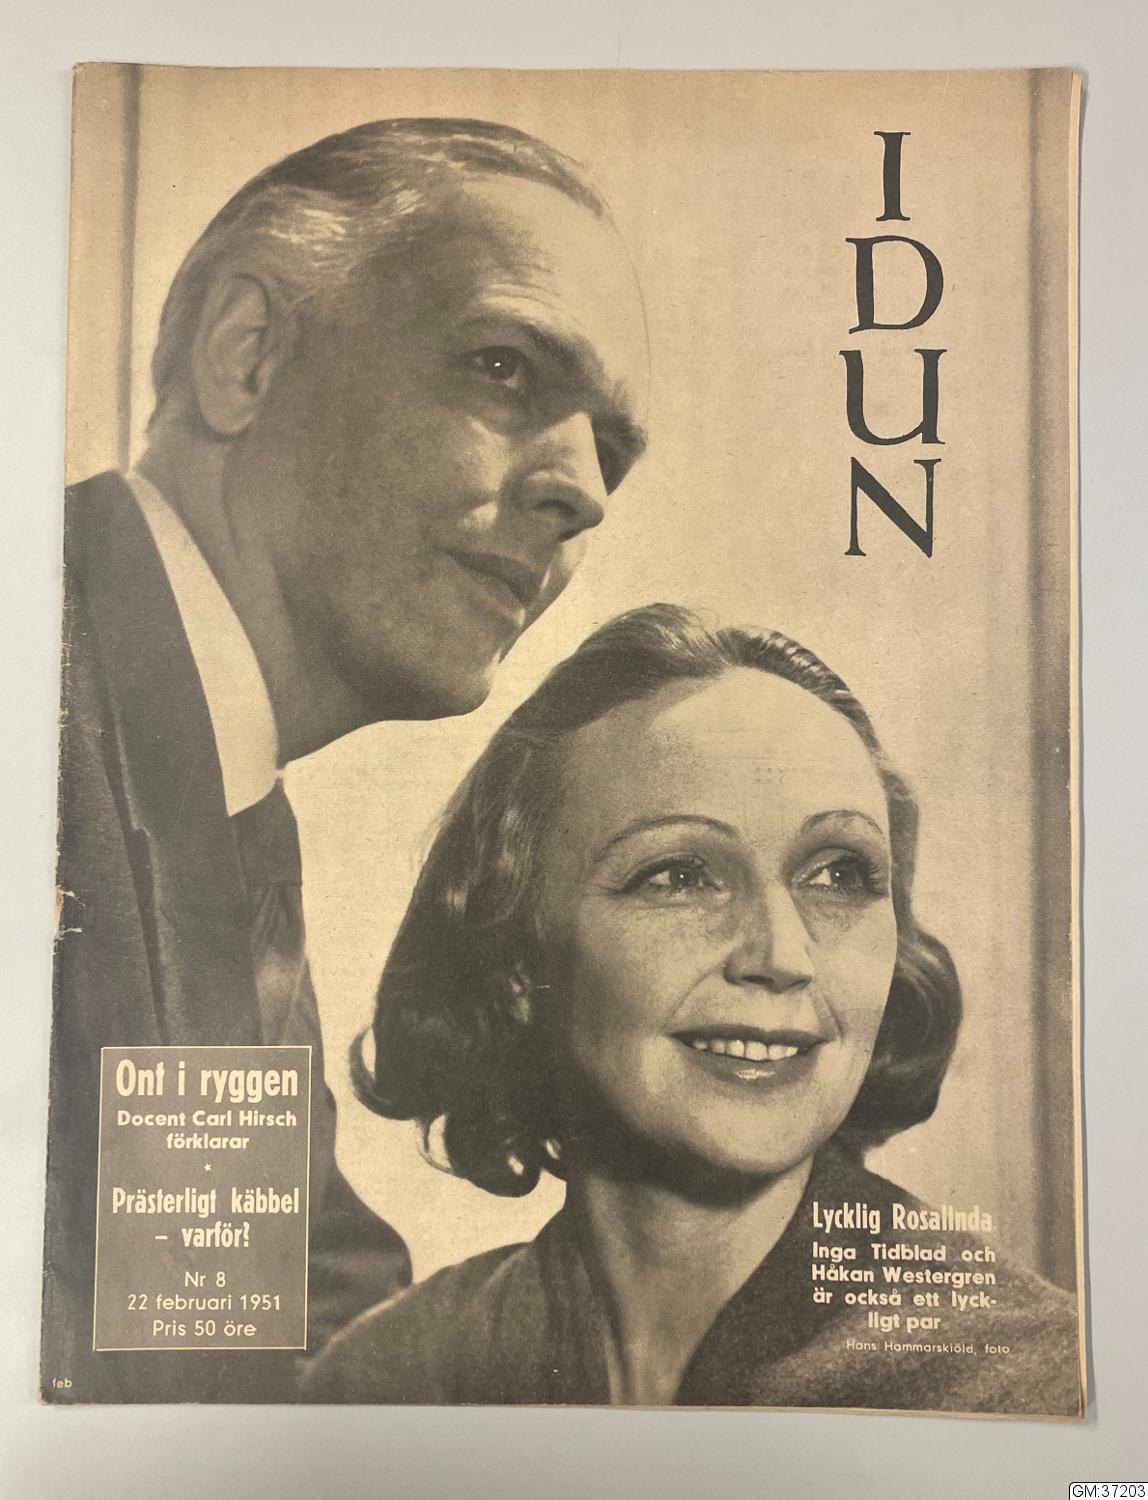 IDUN
Ont i ryggen
Docent Carl Hirsch
förklarar
*
Prästerligt käbbel
– varför?
Nr 8
22 februari 1951
Pris 50 öre
Lycklig Rosalinda
Inga Tidblad och
Håkan Westergren
är också ett lyck-
ligt par
Hans Hammarskiöld, foto
feb
GM:37203